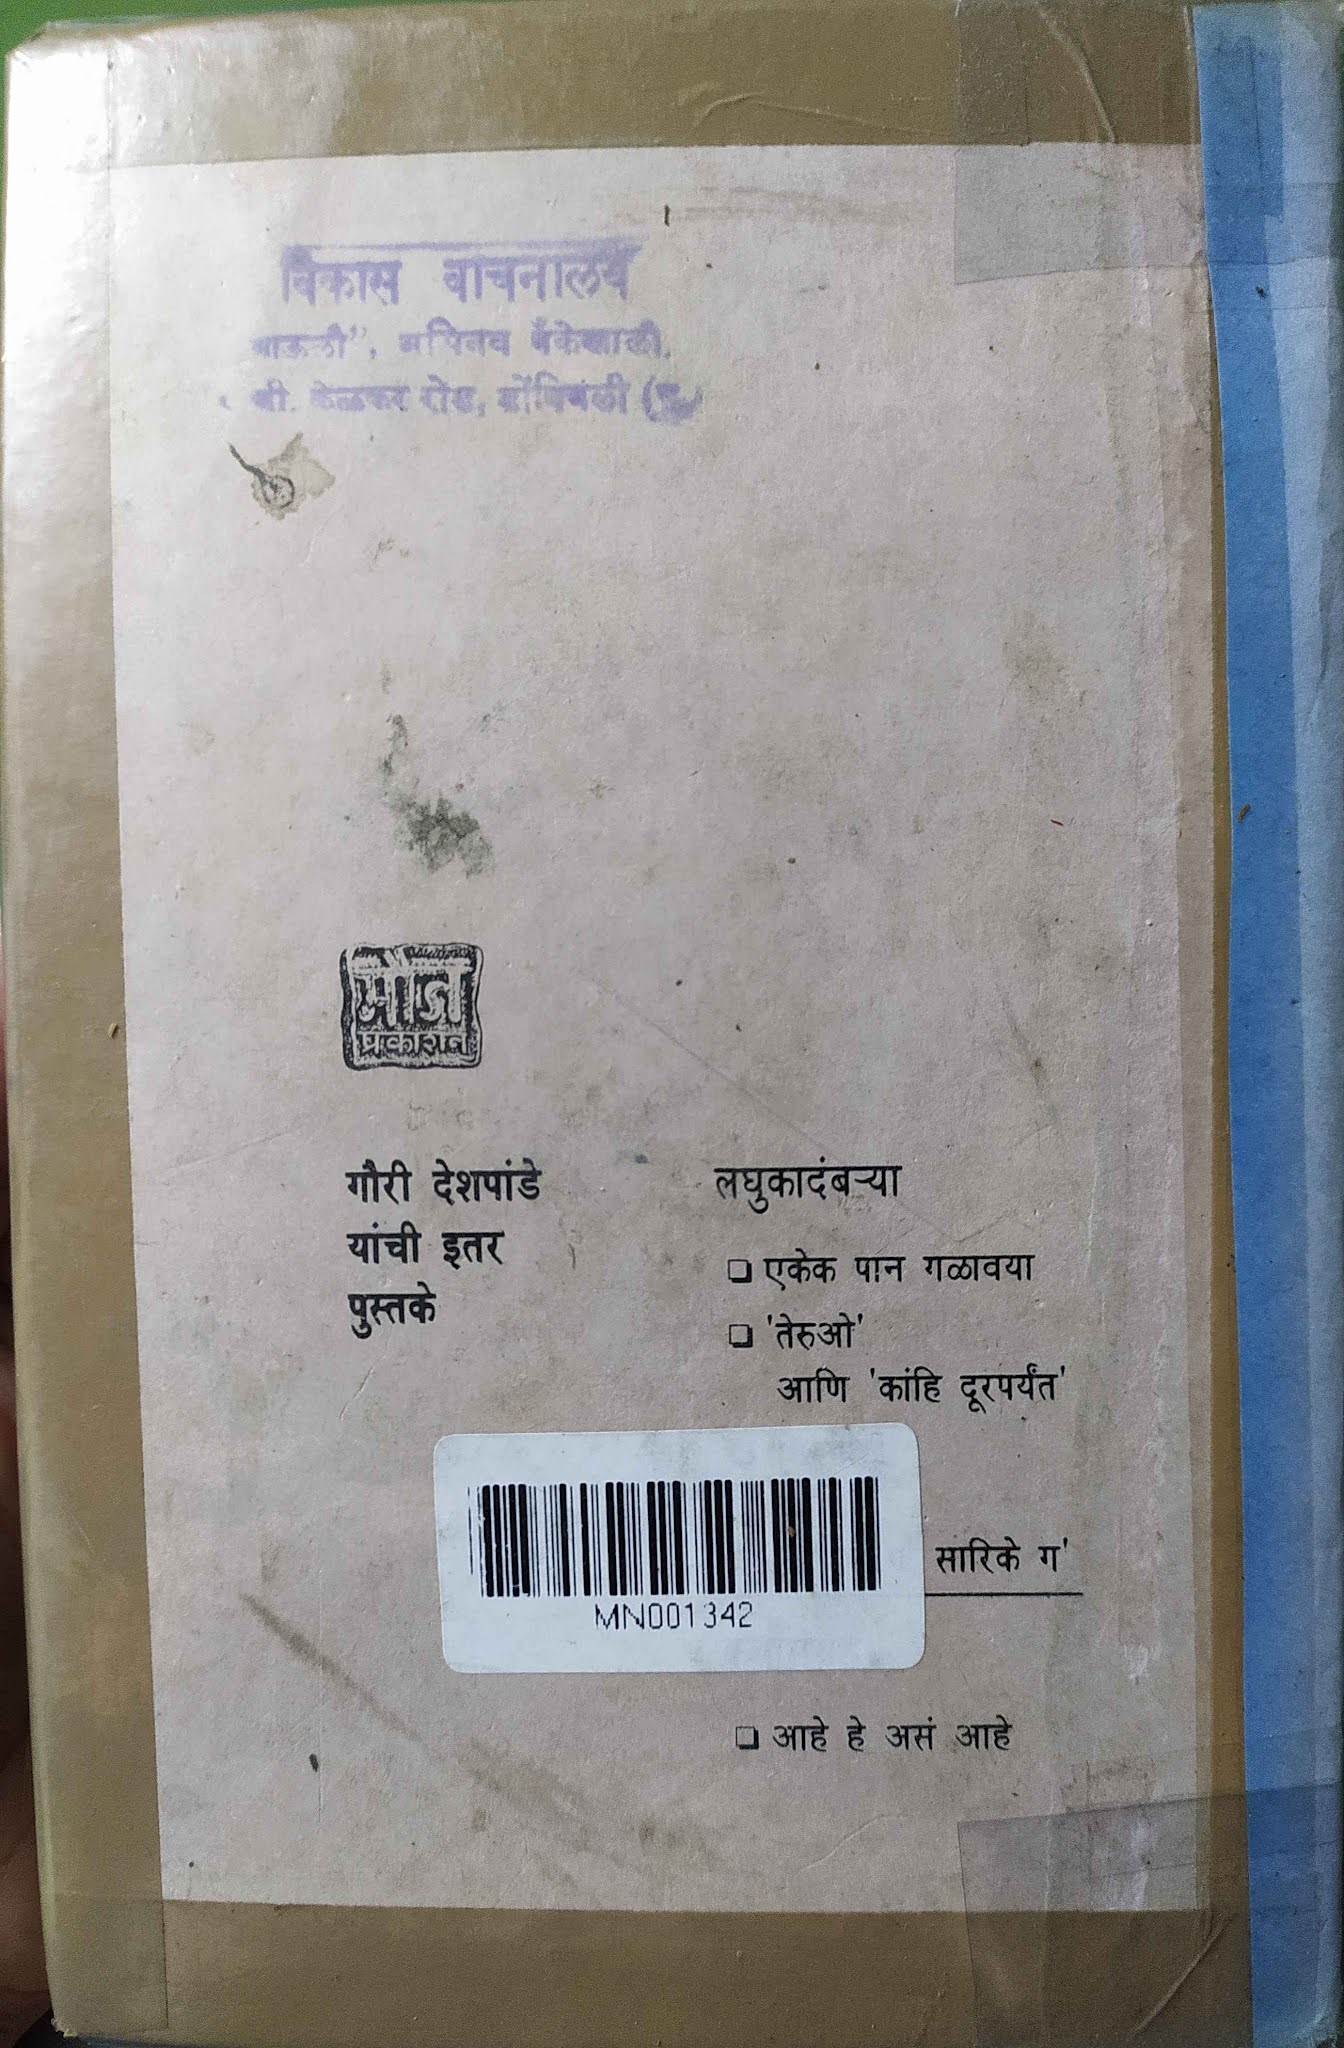 विकास वाचनालय
माऊली", अभिनव बँकेखाली,
केळकर रोड, डोंबिवली (पू
मौज
प्रकाशन
गौरी देशपांडे
यांची इतर
पुस्तके
लघुकादंबऱ्या
❏ एकेक पान गळावया
❏ 'तेरुओ'
आणि 'कांहि दूरपर्यंत'
सारिके ग'
MN001342
❏ आहे हे असं आहे